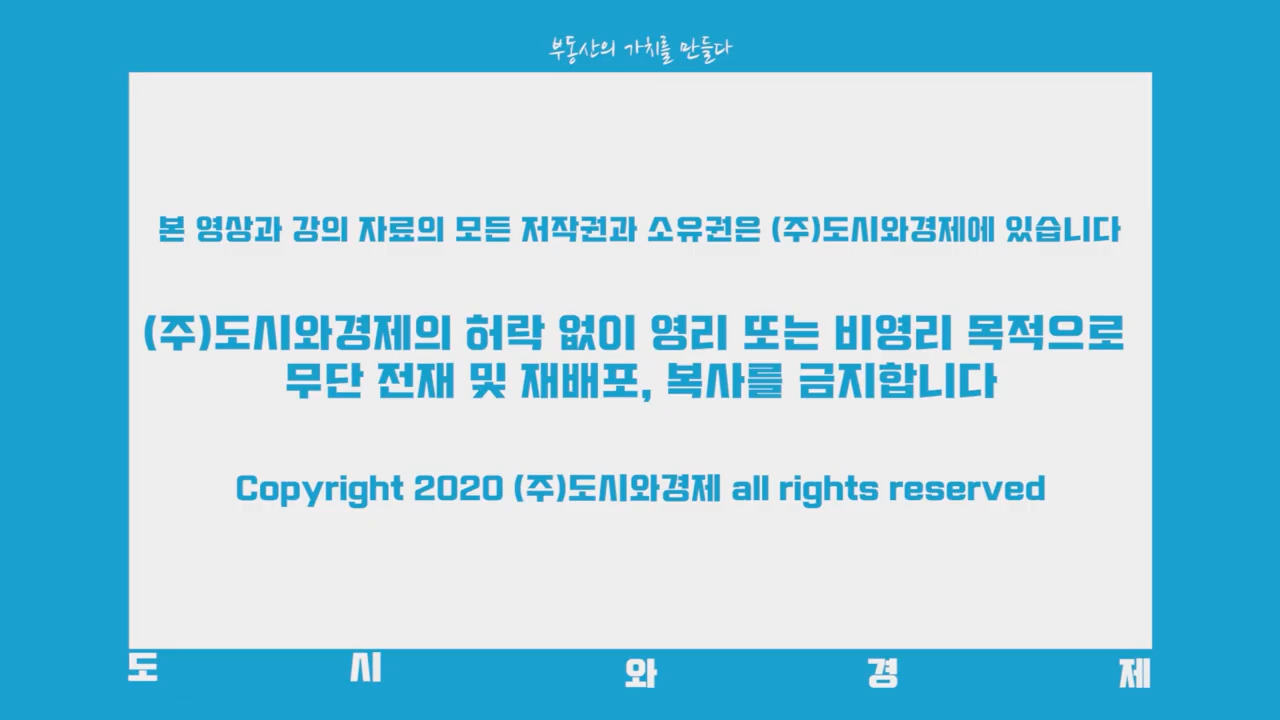 부동산의 가치를 만들다
본 영상과 강의 자료의 모든 저작권과 소유권은 (주)도시와경제에 있습니다
(주)도시와경제의 허락 없이 영리 또는 비영리 목적으로
무단 전재 및 재배포, 복사를 금지합니다
Copyright 2020 (주)도시와경제 all rights reserved
도 시 와 경 제